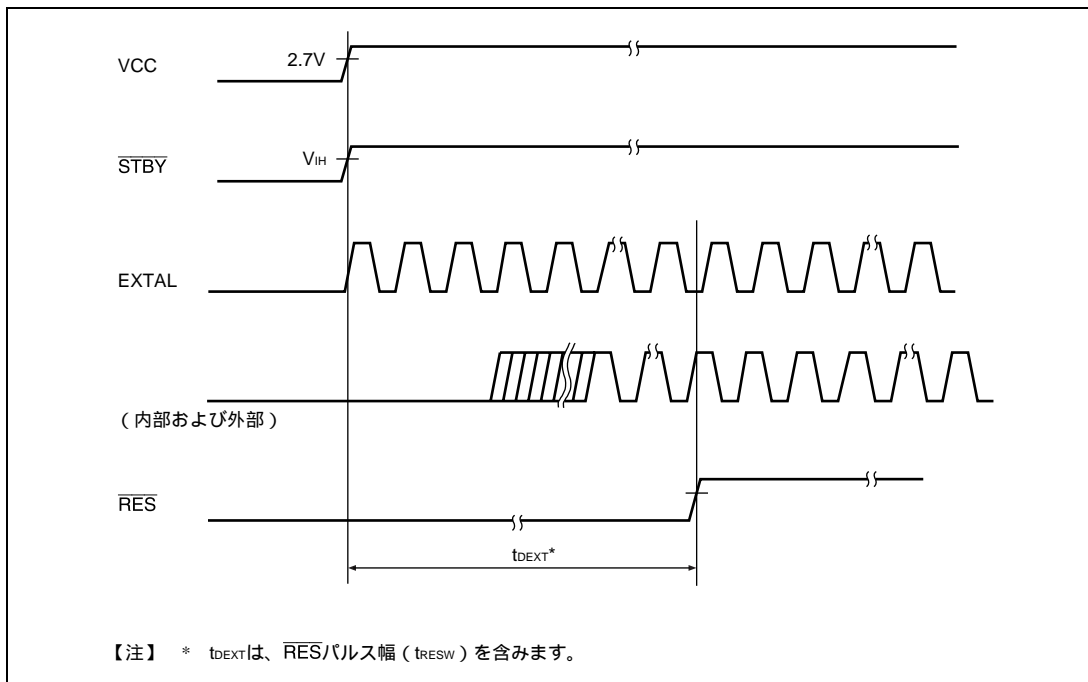 VCC
2.7V
STBY
VIH
EXTAL
(内部および外部)
RES
tDEXT*
【注】 * tDEXTは、RESパルス幅(tRESW)を含みます。